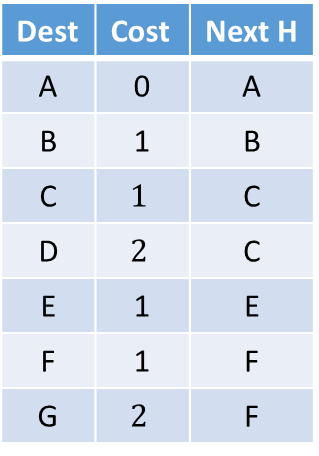 Dest Cost Next H
A 0 A
B 1 B
C 1 C
D 2 C
E 1 E
F 1 F
G 2 F